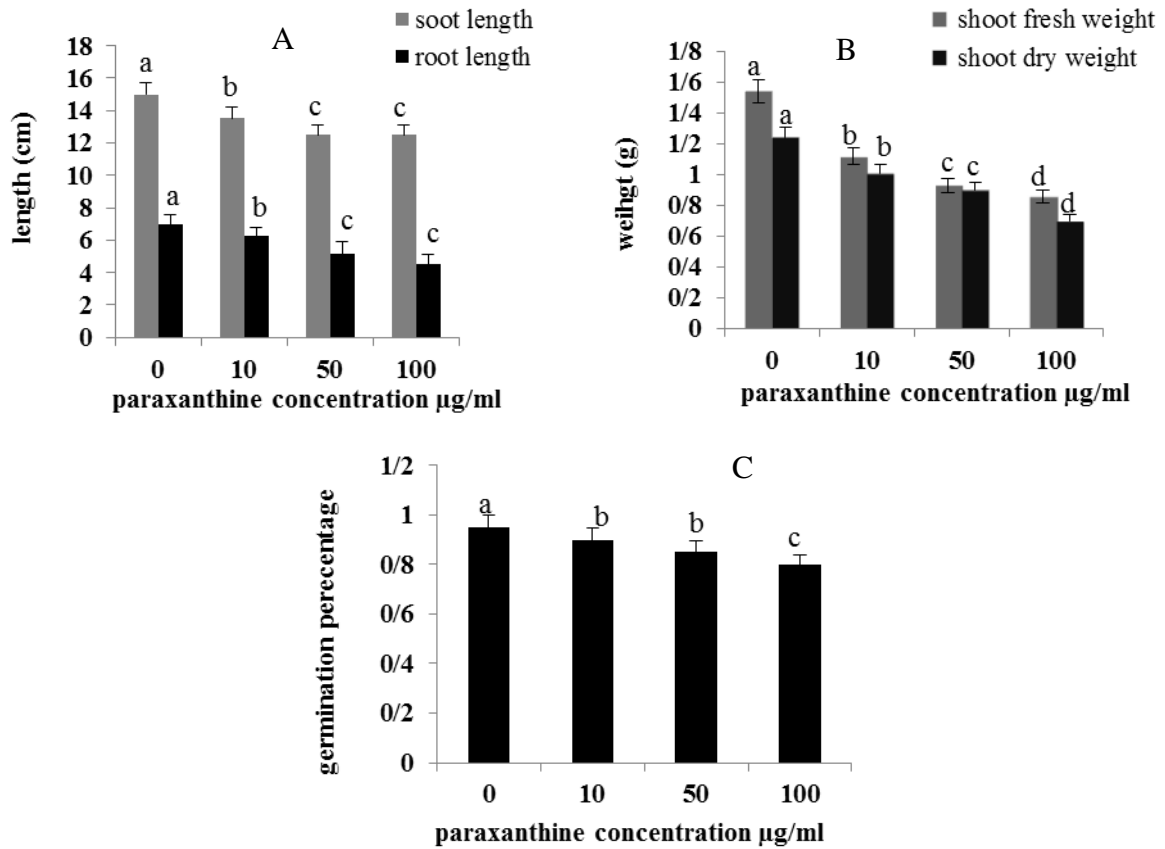 A
soot length
root length
18
16
14
12
10
8
6
4
2
0
length (cm)
a
b
c
c
a
b
c
c
0 10 50 100
paraxanthine concentration µg/ml
B
shoot fresh weight
shoot dry weight
1/8
1/6
1/4
1/2
1
0/8
0/6
0/4
0/2
0
weihgt (g)
a
a
b
b
c
c
d
d
0 10 50 100
paraxanthine concentration µg/ml
C
1/2
1
0/8
0/6
0/4
0/2
0
germination perecentage
a
b
b
c
0 10 50 100
paraxanthine concentration µg/ml